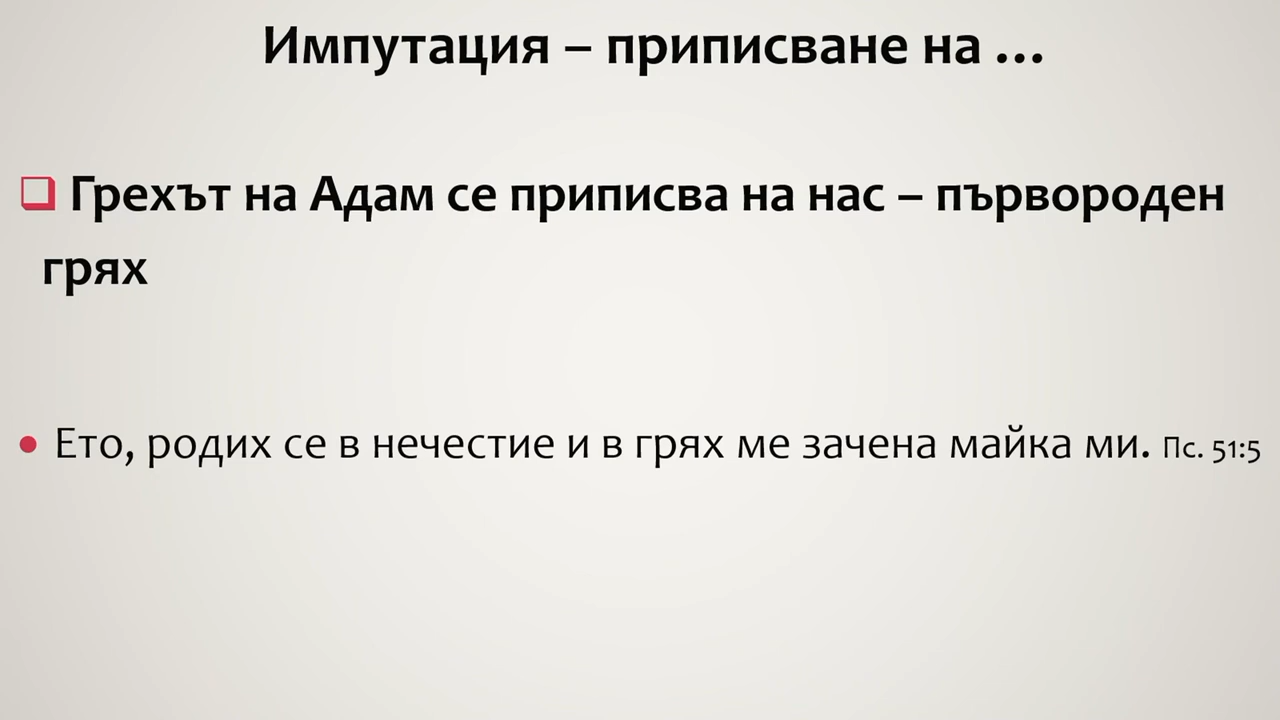 Импутация – приписване на ...
❑ Грехът на Адам се приписва на нас – първороден
грях
• Ето, родих се в нечестие и в грях ме зачена майка ми. Пс. 51:5